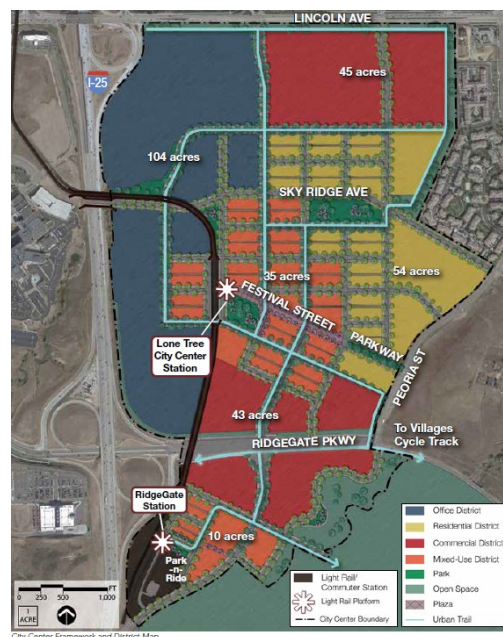 LINCOLN AVE
I-25
45 acres
104 acres
SKY RIDGE AVE
35 acres
54 acres
FESTIVAL STREET
Lone Tree
City Center
Station
PARKWAY
PEORIA ST
43 acres
To Villages
Cycle Track
RIDGEGATE PKWY
RidgeGate
Station
10 acres
Park
-n-
Ride
Office District
Residential District
Commercial District
Mixed-Use District
Park
Open Space
Plaza
Urban Trail
Light Rail/
Commuter Station
Light Rail Platform
City Center Boundary
0 250 500 1,000
FT
1
ACRE
City Center Framework and District Map